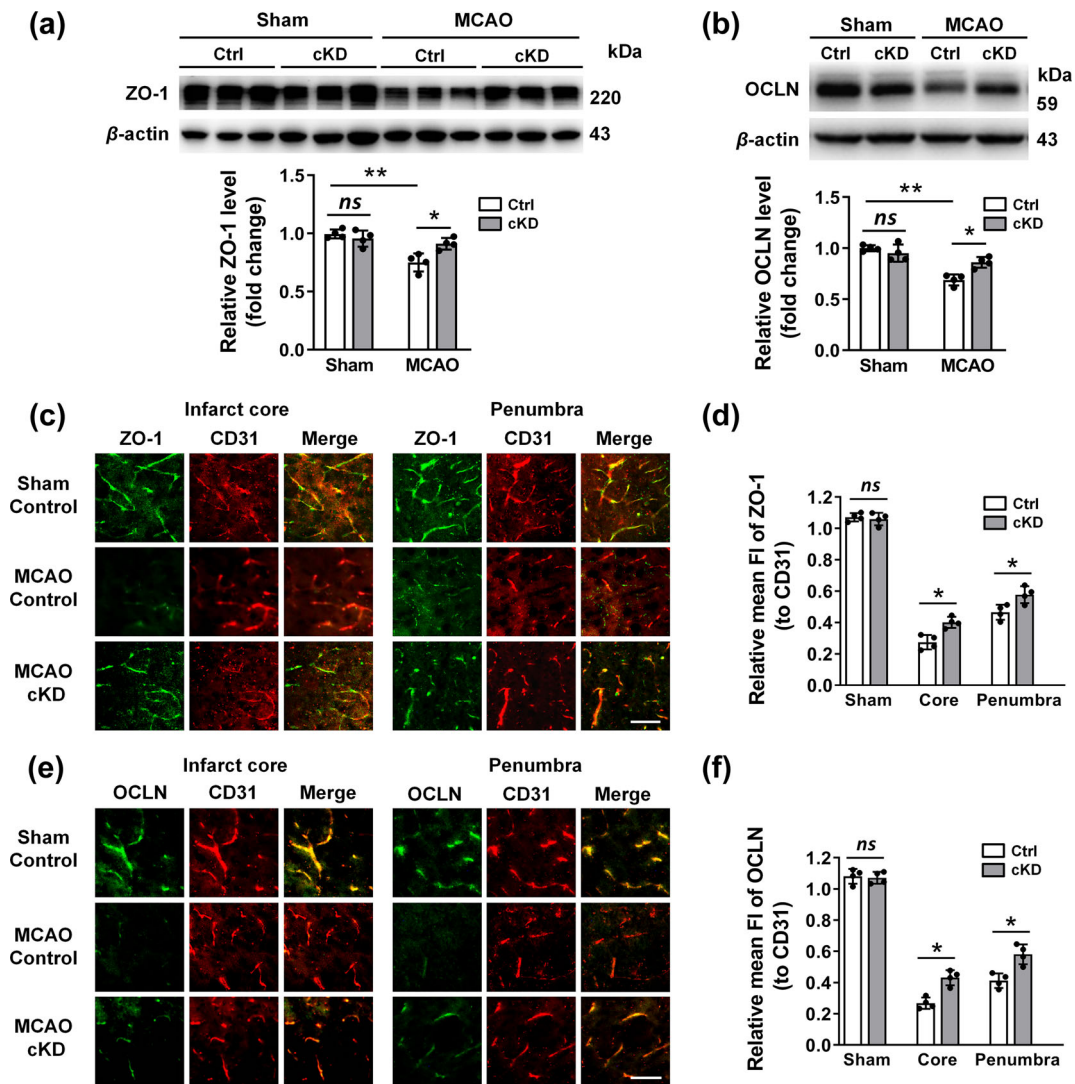 (a)
Sham MCAO
Ctrl cKD Ctrl cKD kDa
ZO-1 220
β-actin 43
Relative ZO-1 level
(fold change)
1.5
1.0
0.5
0.0
**
ns
*
Ctrl
cKD
Sham MCAO
(b)
Sham MCAO
Ctrl cKD Ctrl cKD
kDa
OCLN 59
β-actin 43
Relative OCLN level
(fold change)
1.5
1.0
0.5
0.0
**
ns
*
Ctrl
cKD
Sham MCAO
(c)
Infarct core Penumbra
ZO-1 CD31 Merge ZO-1 CD31 Merge
Sham
Control
MCAO
Control
MCAO
cKD
(d)
Relative mean FI of ZO-1
(to CD31)
1.2
1.0
0.8
0.6
0.4
0.2
0.0
ns
*
*
Ctrl
cKD
Sham Core Penumbra
(e)
Infarct core Penumbra
OCLN CD31 Merge OCLN CD31 Merge
Sham
Control
MCAO
Control
MCAO
cKD
(f)
Relative mean FI of OCLN
(to CD31)
1.2
1.0
0.8
0.6
0.4
0.2
0.0
ns
*
*
Ctrl
cKD
Sham Core Penumbra